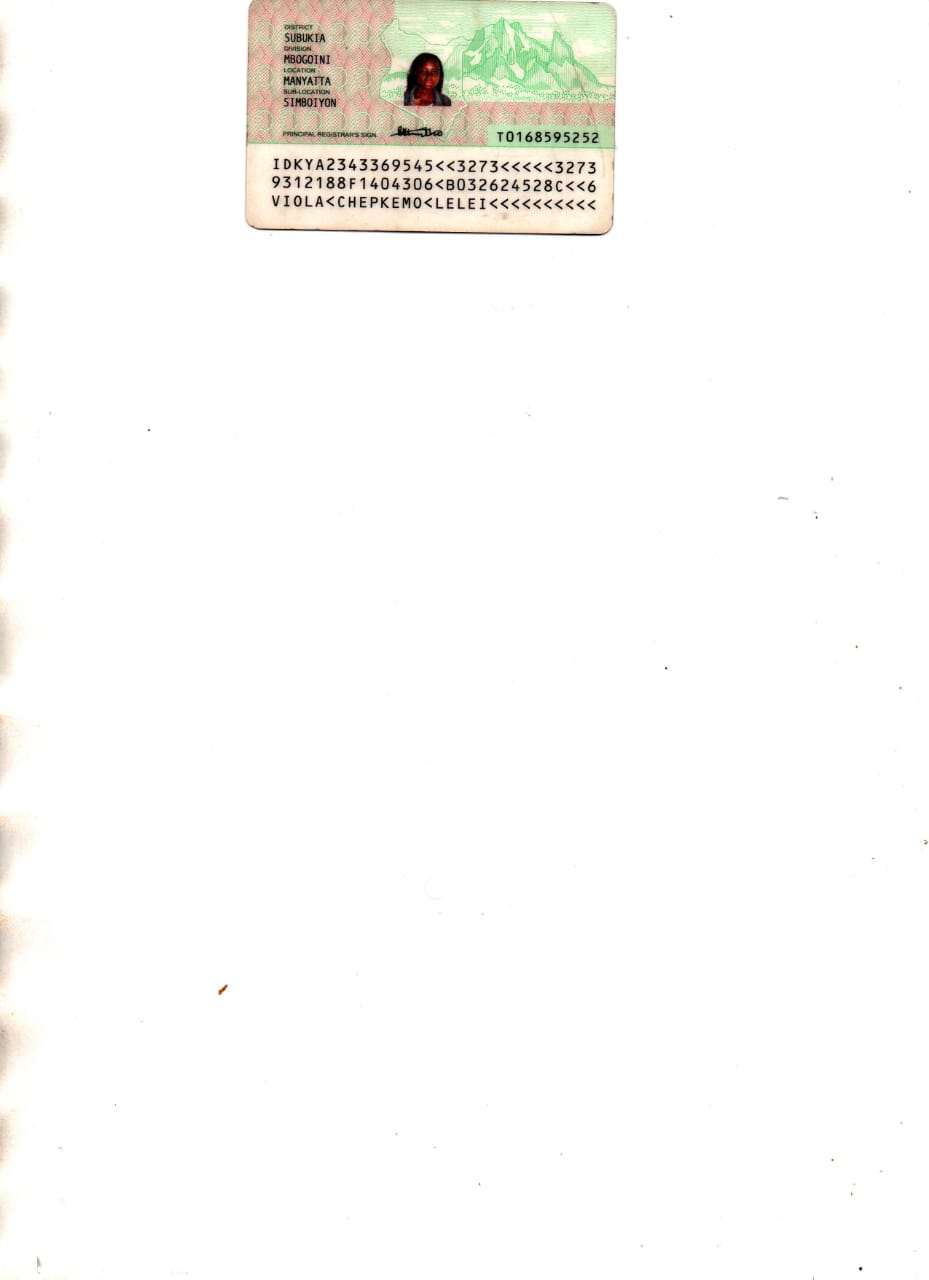 DISTRICT
SUBUKIA
DIVISION
MBOGOINI
LOCATION
MANYATTA
SUB-LOCATION
SIMBOIYON
PRINCIPAL REGISTRAR'S SIGN.
T0168595252
IDKYA2343369545<<3273<<<<<3273
9312188F1404306<B032624528C<<6
VIOLA<CHEPKEMO<LELEI<<<<<<<<<<